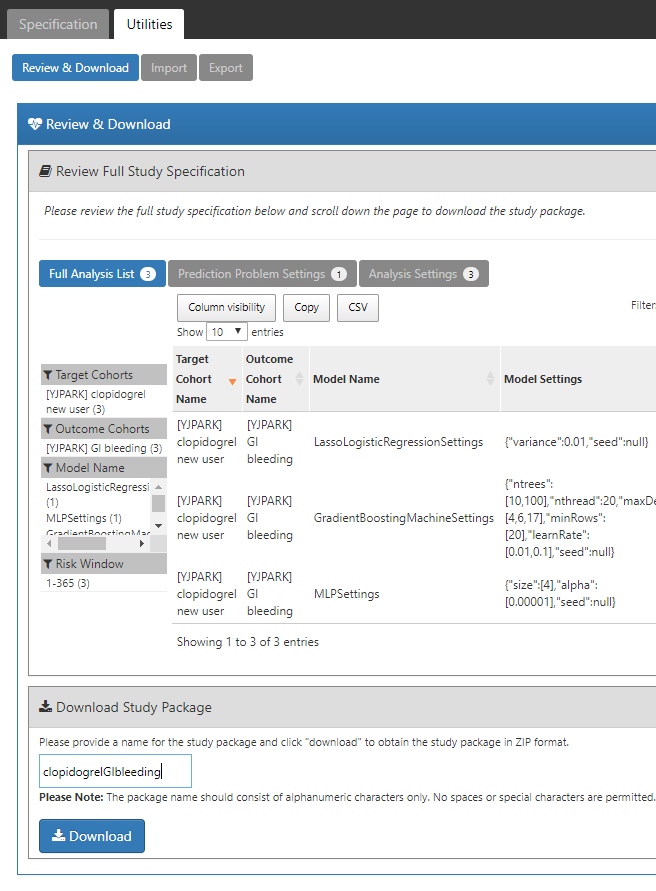 Specification
Utilities
Review & Download
Import
Export
Review & Download
Review Full Study Specification
Please review the full study specification below and scroll down the page to download the study package.
Full Analysis List 3
Prediction Problem Settings 1
Analysis Settings 3
Column visibility
Copy
CSV
Filter:
Show 10 entries
Target Cohorts
[YJPARK] clopidogrel
new user (3)
Outcome Cohorts
[YJPARK] GI bleeding (3)
Model Name
LassoLogisticRegressi
(1)
MLPSettings (1)
GradientBoostingMac
Risk Window
1-365 (3)
Target
Cohort
Name
Outcome
Cohort
Name
Model Name
Model Settings
[YJPARK]
clopidogrel
new user
[YJPARK]
GI
bleeding
LassoLogisticRegressionSettings
{"variance":0.01,"seed":null}
[YJPARK]
clopidogrel
new user
[YJPARK]
GI
bleeding
GradientBoostingMachineSettings
{"ntrees":
[10,100],"nthread":20,"maxDe
[4,6,17],"minRows":
[20],"learnRate":
[0.01,0.1],"seed":null}
[YJPARK]
clopidogrel
new user
[YJPARK]
GI
bleeding
MLPSettings
{"size":[4],"alpha":
[0.00001],"seed":null}
Showing 1 to 3 of 3 entries
Download Study Package
Please provide a name for the study package and click "download" to obtain the study package in ZIP format.
clopidogrelGIbleeding
Please Note: The package name should consist of alphanumeric characters only. No spaces or special characters are permitted.
Download